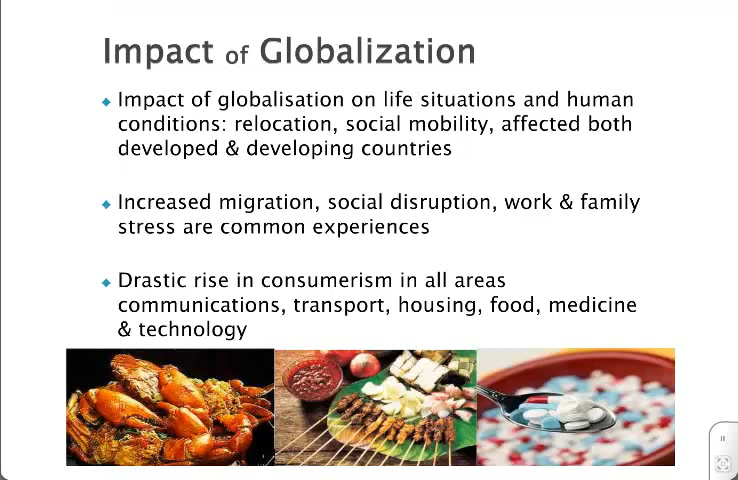 Impact of Globalization
Impact of globalisation on life situations and human
conditions: relocation, social mobility, affected both
developed & developing countries
Increased migration, social disruption, work & family
stress are common experiences
Drastic rise in consumerism in all areas
communications, transport, housing, food, medicine
& technology